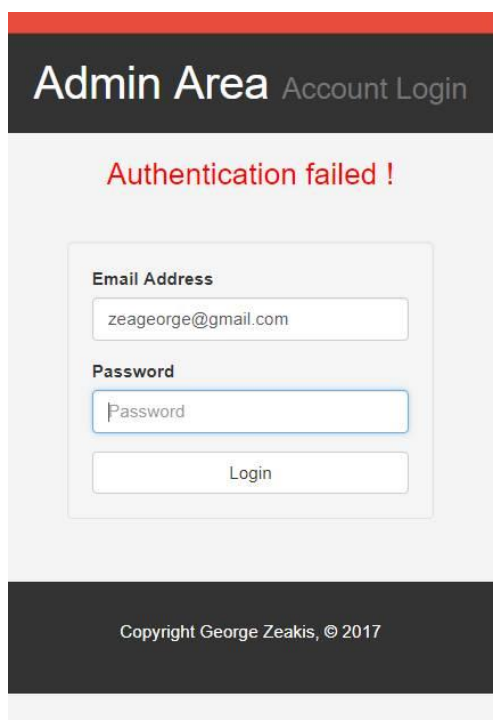 Admin Area Account Login
Authentication failed !
Email Address
zeageorge@gmail.com
Password
Password
Login
Copyright George Zeakis, © 2017